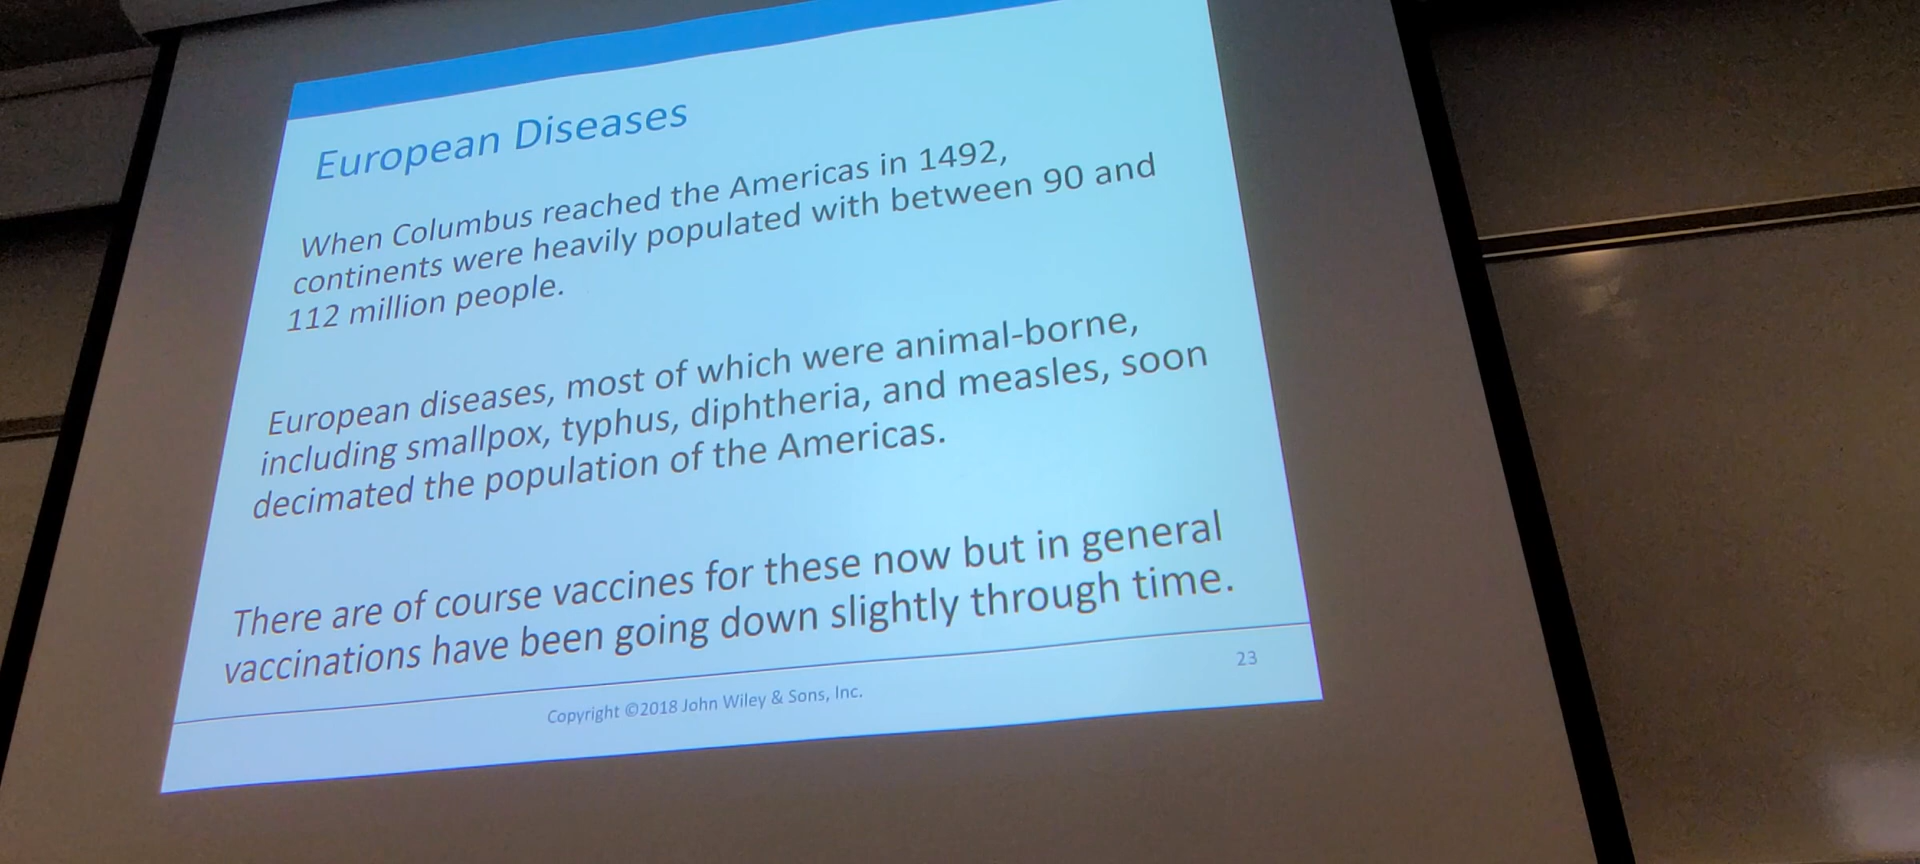 European Diseases
When Columbus reached the Americas in 1492,
continents were heavily populated with between 90 and
112 million people.
European diseases, most of which were animal-borne,
including smallpox, typhus, diphtheria, and measles, soon
decimated the population of the Americas.
There are of course vaccines for these now but in general
vaccinations have been going down slightly through time.
23
Copyright ©2018 John Wiley & Sons, Inc.